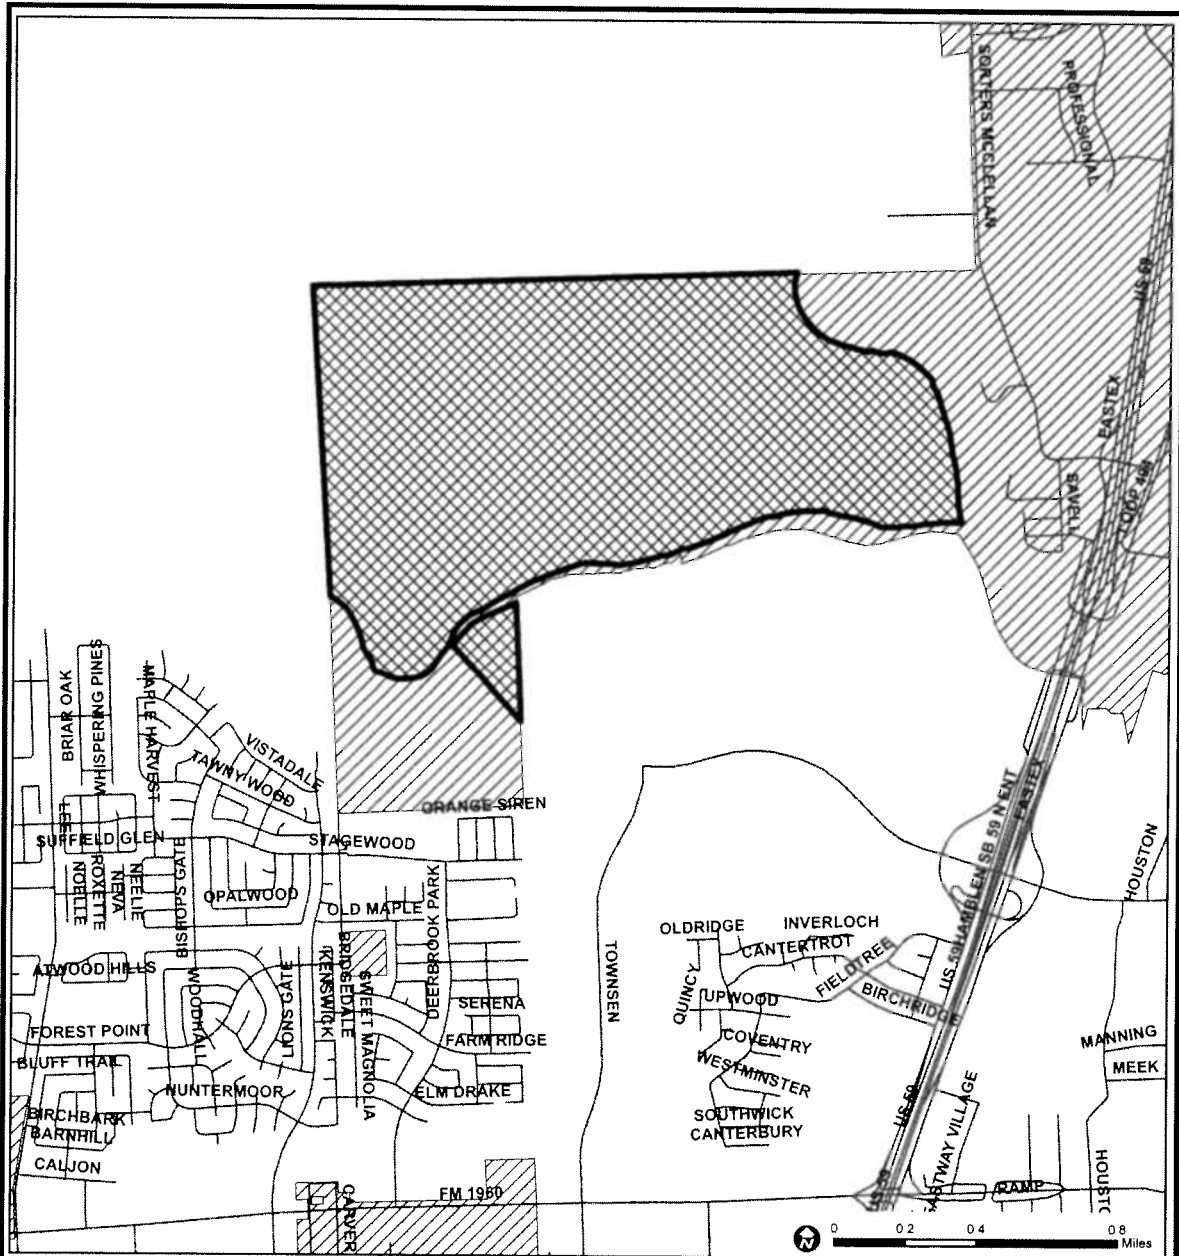 SORTERS MCCLELLAN
PROFESSIONAL
US 59
EASTEX
SAVELL
LOOP 494
BRIAR OAK
WHISPERING PINES
MAPLE HARVEST
VISTADALE
TAWNY WOOD
ORANGE SIREN
LEE
SUFFIELD GLEN
STAGEWOOD
NOELLE
ROXETTE
NEVA
NEELIE
BISHOPS GATE
OPALWOOD
OLD MAPLE
DEERBROOK PARK
ATWOOD HILLS
WOODHALL
LIONS GATE
KENSWICK
BRIDGEDALE
SWEET MAGNOLIA
SERENA
FOREST POINT
FARM RIDGE
BLUFF TRAIL
HUNTERMOOR
ELM DRAKE
BIRCHBARK
BARNHILL
CALJON
CARVER
FM 1960
TOWNSEN
OLDRIDGE
INVERLOCH
CANTERTROT
FIELDTREE
QUINCY
UPWOOD
BIRCHRIDGE
COVENTRY
WESTMINSTER
SOUTHWICK
CANTERBURY
US 59
HAMBLEN SB 59 N ENT
EASTEX
HOUSTON
MANNING
MEEK
US 59
EASTWAY VILLAGE
US 59
RAMP
HOUSTO
N
0 0 2 0 4 0 8
Miles